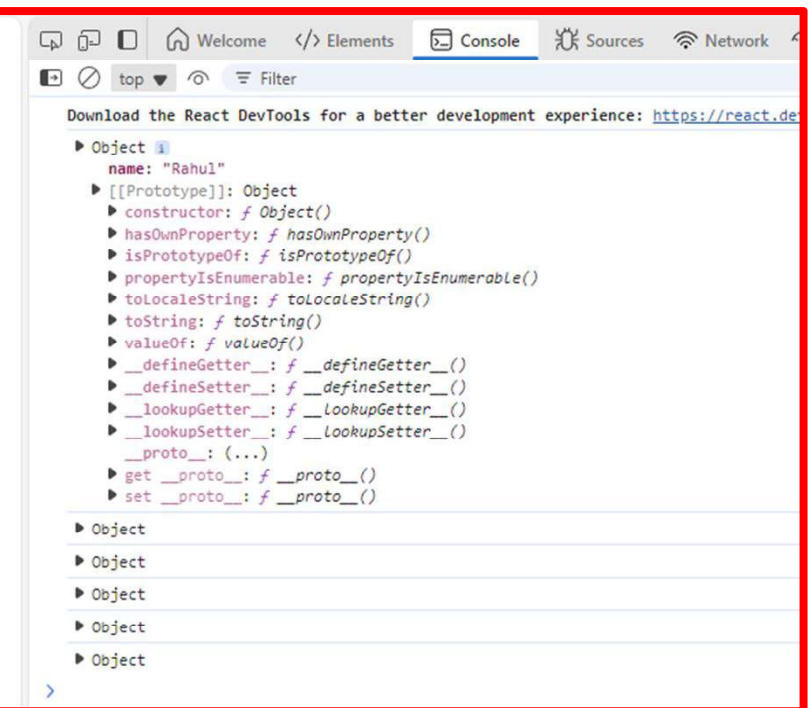 Welcome </> Elements Console Sources Network
top ▼ Filter
Download the React DevTools for a better development experience: https://react.de
▶ Object i
name: "Rahul"
▶ [[Prototype]]: Object
▶ constructor: ƒ Object()
▶ hasOwnProperty: ƒ hasOwnProperty()
▶ isPrototypeOf: ƒ isPrototypeOf()
▶ propertyIsEnumerable: ƒ propertyIsEnumerable()
▶ toLocaleString: ƒ toLocaleString()
▶ toString: ƒ toString()
▶ valueOf: ƒ valueOf()
▶ __defineGetter__: ƒ __defineGetter__()
▶ __defineSetter__: ƒ __defineSetter__()
▶ __lookupGetter__: ƒ __lookupGetter__()
▶ __lookupSetter__: ƒ __lookupSetter__()
__proto__: (...)
▶ get __proto__: ƒ __proto__()
▶ set __proto__: ƒ __proto__()
▶ Object
▶ Object
▶ Object
▶ Object
▶ Object
>